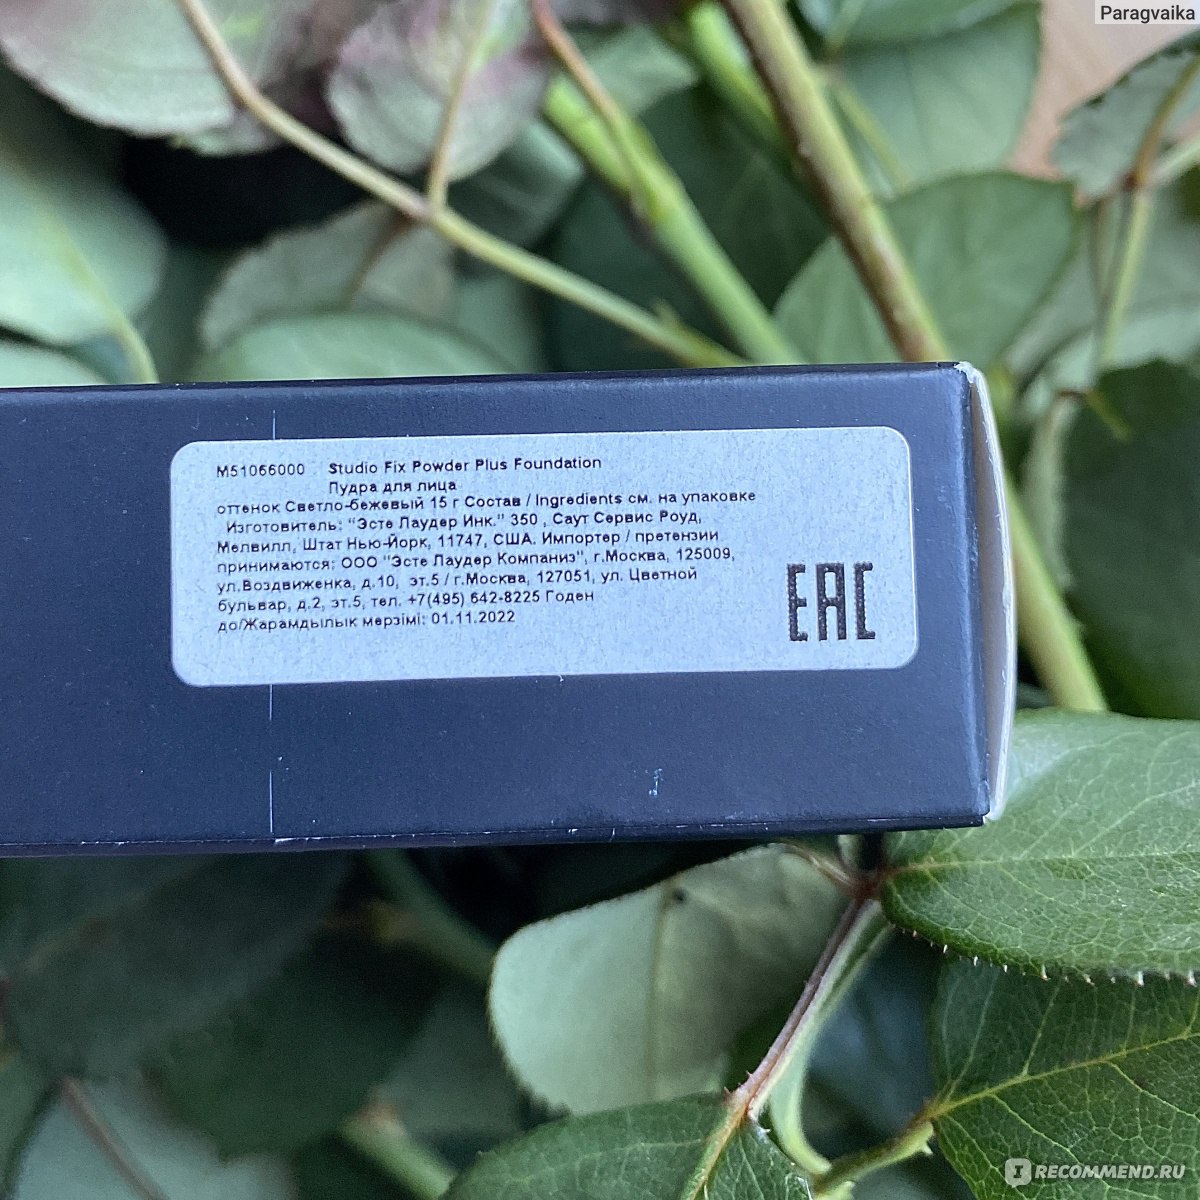 Paragvaika
M51066000 Studio Fix Powder Plus Foundation
Пудра для лица
оттенок Светло-бежевый 15 г Состав / Ingredients см. на упаковке
Изготовитель: "Эсте Лаудер Инк." 350 , Саут Сервис Роуд,
Мелвилл, Штат Нью-Йорк, 11747, США. Импортер / претензии
принимаются: ООО "Эсте Лаудер Компаниз", г.Москва, 125009,
ул.Воздвиженка, д.10, эт.5 / г.Москва, 127051, ул. Цветной
бульвар, д.2, эт.5, тел. +7(495) 642-8225 Годен
до/Жарамдылық мерзімі: 01.11.2022
EAC
IRECOMMEND.RU